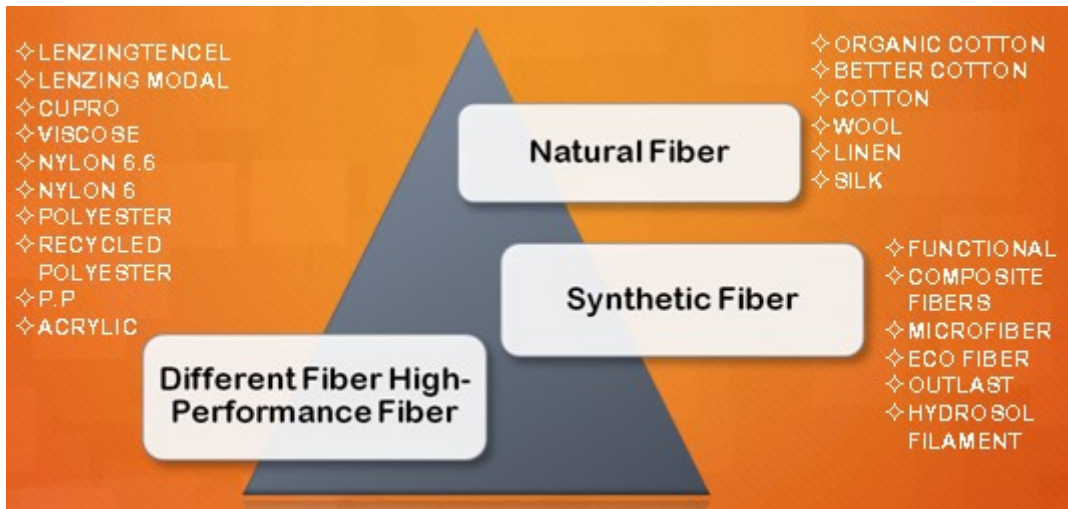 ✧LENZINGTENCEL
✧LENZING MODAL
✧CUPRO
✧VISCOSE
✧NYLON 6.6
✧NYLON 6
✧POLYESTER
✧RECYCLED
POLYESTER
✧P.P
✧ACRYLIC
Natural Fiber
✧ORGANIC COTTON
✧BETTER COTTON
✧COTTON
✧WOOL
✧LINEN
✧SILK
Synthetic Fiber
✧FUNCTIONAL
✧COMPOSITE
FIBERS
✧MICROFIBER
✧ECO FIBER
✧OUTLAST
✧HYDROSOL
FILAMENT
Different Fiber High-
Performance Fiber